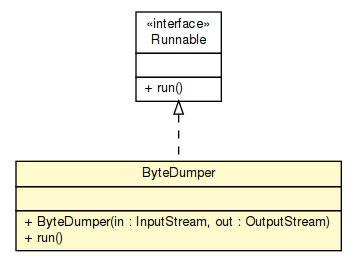 «interface»
Runnable
+ run()
ByteDumper
+ ByteDumper(in : InputStream, out : OutputStream)
+ run()